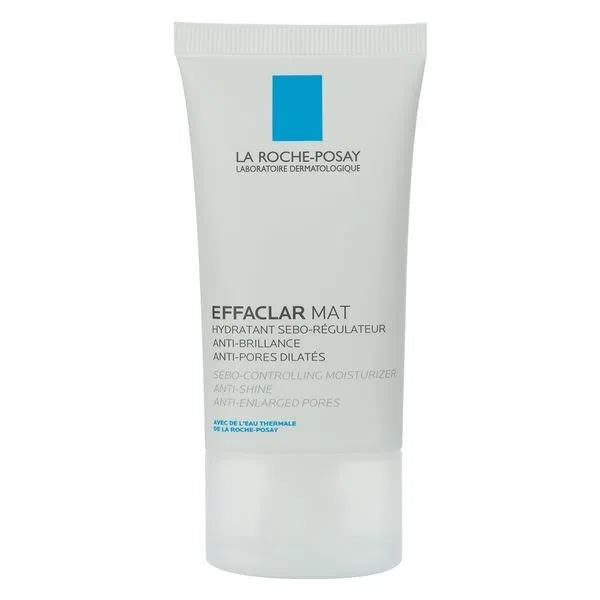 LA ROCHE-POSAY
LABORATOIRE DERMATOLOGIQUE
EFFACLAR MAT
HYDRATANT SEBO-RÉGULATEUR
ANTI-BRILLANCE
ANTI-PORES DILATÉS
SEBO-CONTROLLING MOISTURIZER
ANTI-SHINE
ANTI-ENLARGED PORES
AVEC DE L'EAU THERMALE
DE LA ROCHE-POSAY